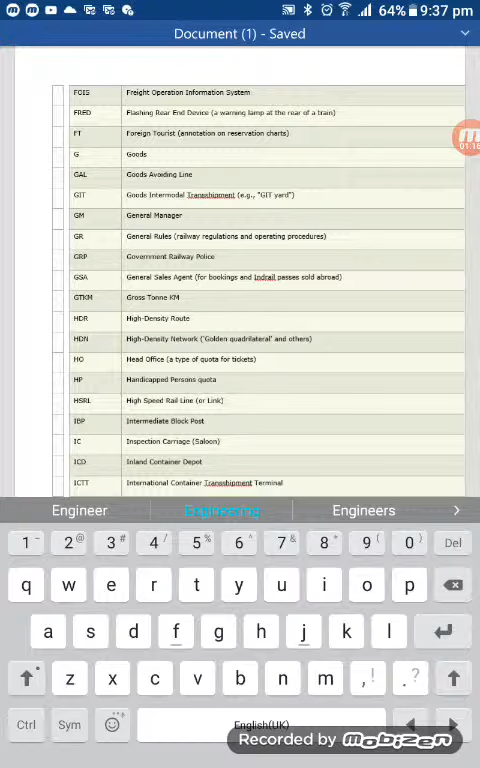 64% 9:37 pm
Document (1) - Saved
FOIS Freight Operation Information System
FRED Flashing Rear End Device (a warning lamp at the rear of a train)
FT Foreign Tourist (annotation on reservation charts)
G Goods
GAL Goods Avoiding Line
GIT Goods Intermodal Transshipment (e.g., "GIT yard")
GM General Manager
GR General Rules (railway regulations and operating procedures)
GRP Government Railway Police
GSA General Sales Agent (for bookings and Indrail passes sold abroad)
GTKM Gross Tonne KM
HDR High-Density Route
HDN High-Density Network ('Golden quadrilateral' and others)
HO Head Office (a type of quota for tickets)
HP Handicapped Persons quota
HSRL High Speed Rail Line (or Link)
IBP Intermediate Block Post
IC Inspection Carriage (Saloon)
ICD Inland Container Depot
ICTT International Container Transshipment Terminal
m
01:16
Engineer Engineering Engineers >
1 - 2 @ 3 # 4 / 5 % 6 ^ 7 & 8 * 9 ( 0 ) Del
q w e r t y u i o p
a s d f g h j k l
z x c v b n m , ! . ?
Ctrl Sym English(UK)
Recorded by mobizen